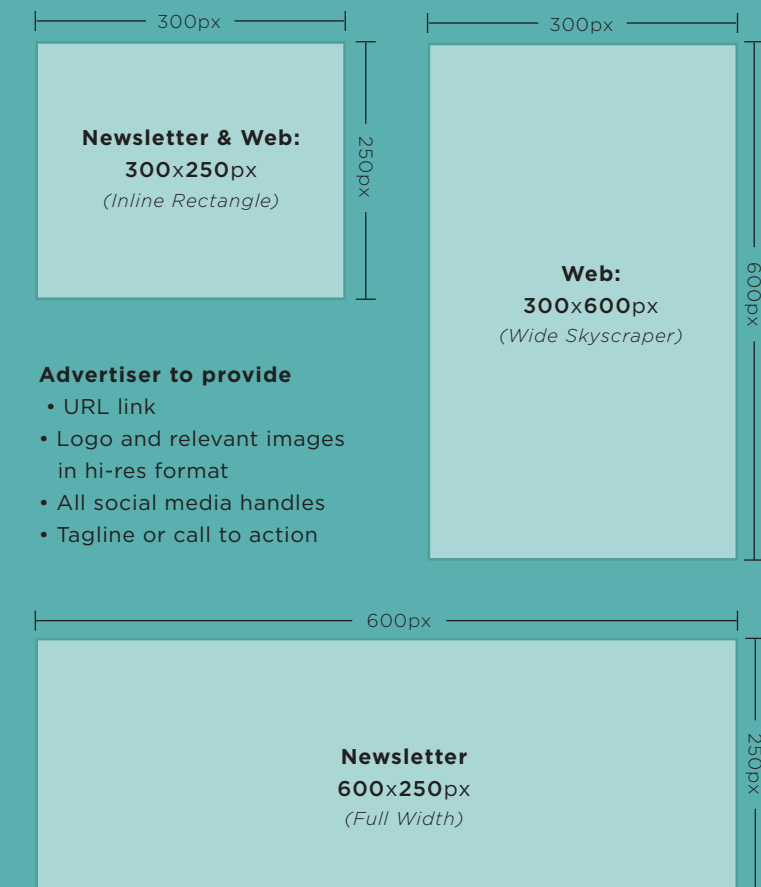 300px
250px
Newsletter & Web:
300x250px
(Inline Rectangle)
300px
600px
Web:
300x600px
(Wide Skyscraper)
Advertiser to provide
• URL link
• Logo and relevant images
in hi-res format
• All social media handles
• Tagline or call to action
600px
250px
Newsletter
600x250px
(Full Width)